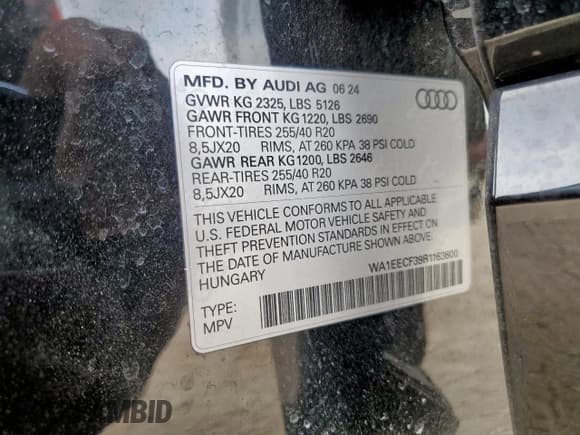 MFD. BY AUDI AG 06 24
GVWR KG 2325, LBS 5126
GAWR FRONT KG 1220, LBS 2690
FRONT-TIRES 255/40 R20
8,5JX20 RIMS, AT 260 KPA 38 PSI COLD
GAWR REAR KG1200, LBS 2646
REAR-TIRES 255/40 R20
8,5JX20 RIMS, AT 260 KPA 38 PSI COLD
THIS VEHICLE CONFORMS TO ALL APPLICABLE
U.S. FEDERAL MOTOR VEHICLE SAFETY AND
THEFT PREVENTION STANDARDS IN EFFECT ON
THE DATE OF MANUFACTURE SHOWN ABOVE
HUNGARY
WA1EECF39R1163600
TYPE:
MPV